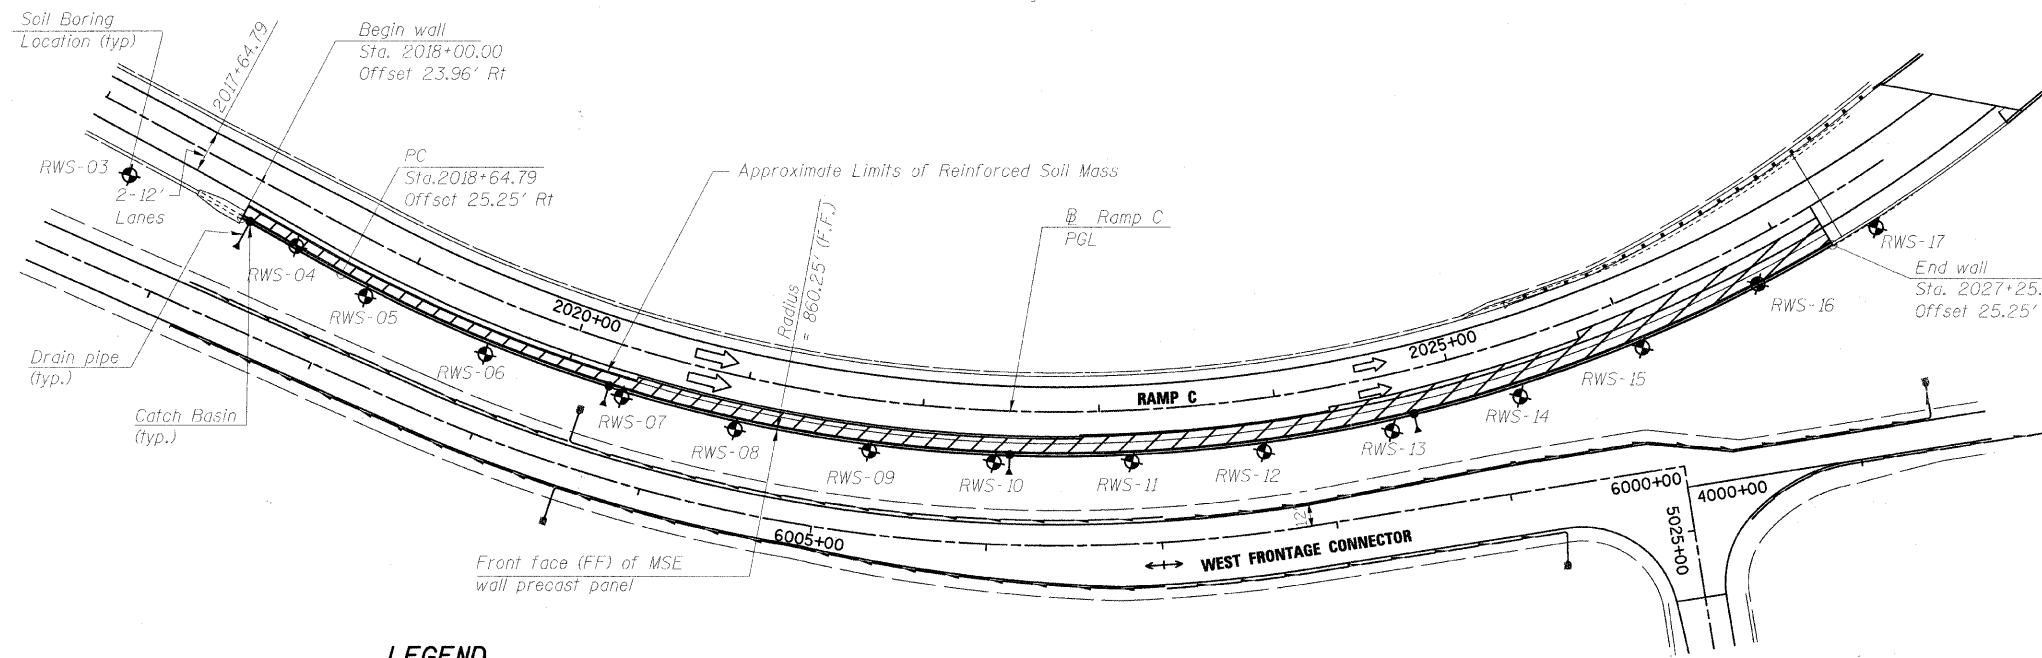 Soil Boring
Location (typ)
2017+64.79
Begin wall
Sta. 2018+00.00
Offset 23.96' Rt
RWS-03
2-12'
Lanes
PC
Sta.2018+64.79
Offset 25.25' Rt
Approximate Limits of Reinforced Soil Mass
Radius
= 860.25' (F.F.)
℄ Ramp C
PGL
RWS-17
End wall
Sta. 2027+25.
Offset 25.25'
RWS-04
RWS-05
RWS-06
RWS-07
RWS-08
RWS-09
RWS-10
RWS-11
RWS-12
RWS-13
RWS-14
RWS-15
RWS-16
2020+00
2025+00
RAMP C
Drain pipe
(typ.)
Catch Basin
(typ.)
Front face (FF) of MSE
wall precast panel
6005+00
12'
WEST FRONTAGE CONNECTOR
6000+00
4000+00
5025+00
LEGEND